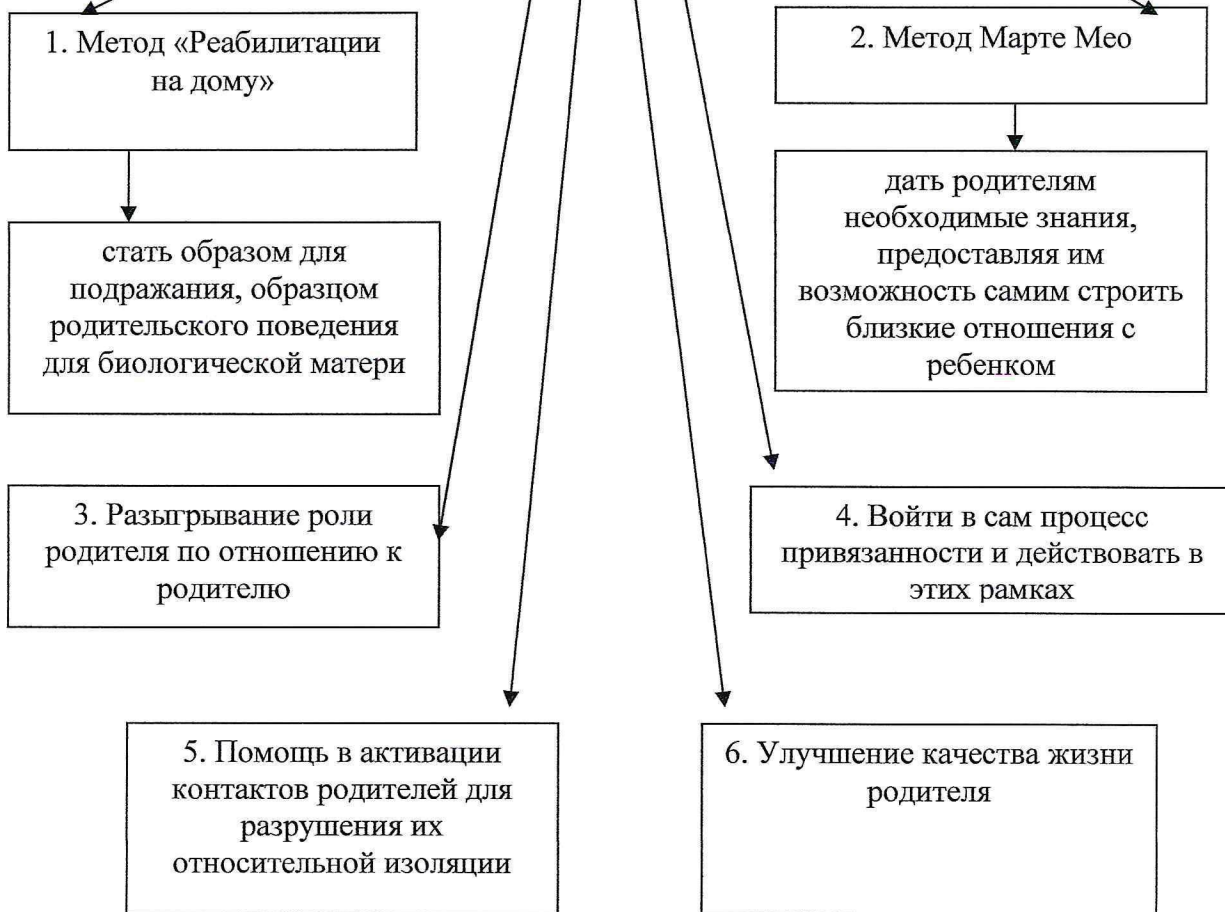 1. Метод «Реабилитации
на дому»
2. Метод Марте Мео
стать образом для
подражания, образцом
родительского поведения
для биологической матери
дать родителям
необходимые знания,
предоставляя им
возможность самим строить
близкие отношения с
ребенком
3. Разыгрывание роли
родителя по отношению к
родителю
4. Войти в сам процесс
привязанности и действовать в
этих рамках
5. Помощь в активации
контактов родителей для
разрушения их
относительной изоляции
6. Улучшение качества жизни
родителя